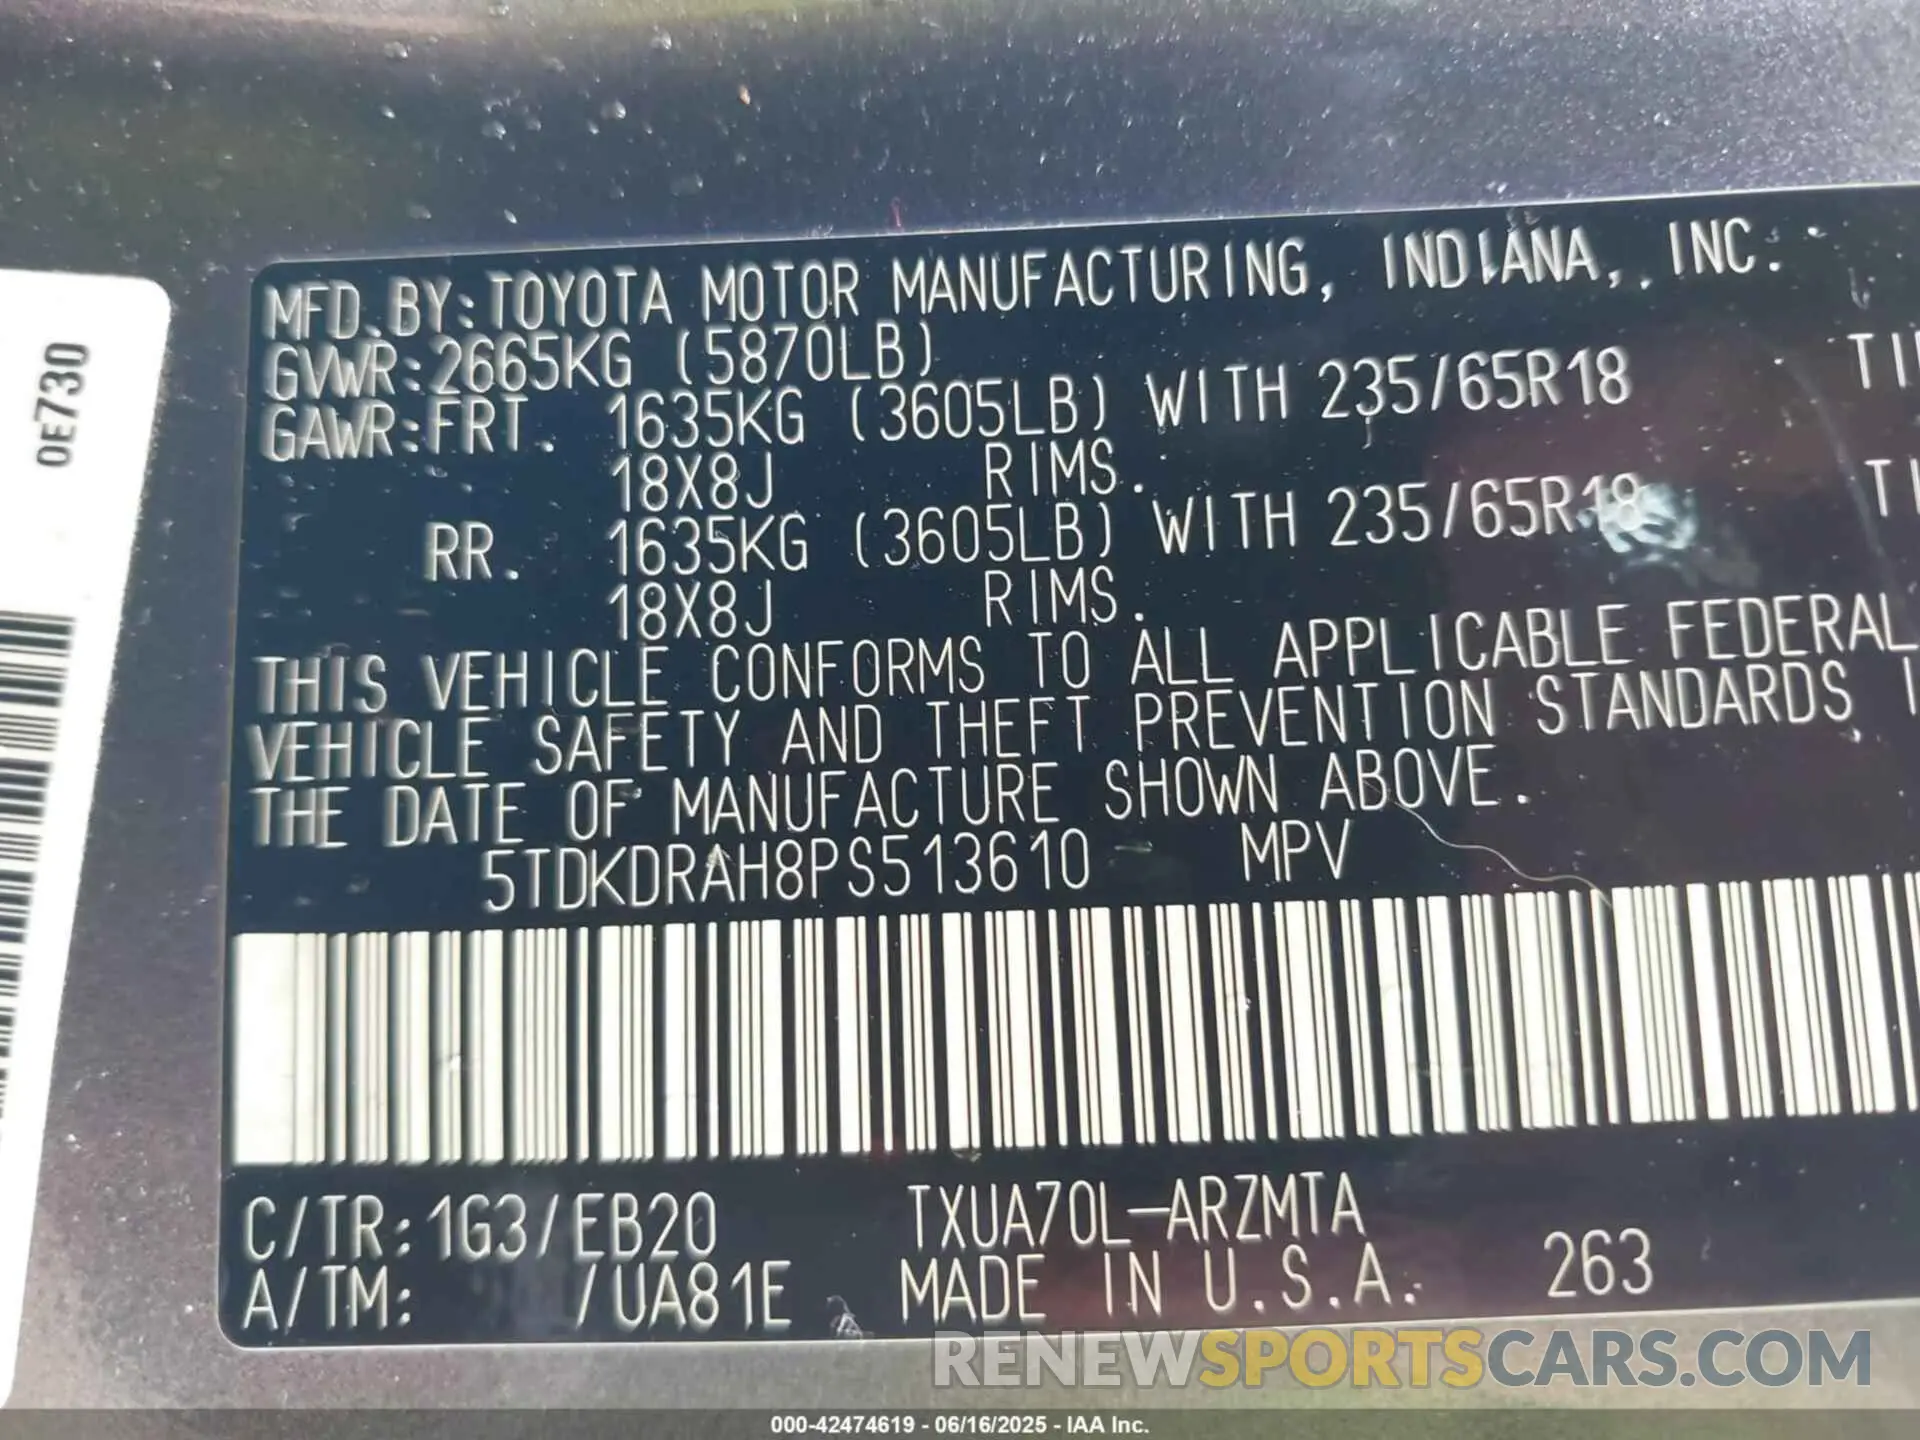 MFD. BY: TOYOTA MOTOR MANUFACTURING, INDIANA, INC.
GVWR: 2665KG (5870LB)
GAWR: FRT. 1635KG (3605LB) WITH 235/65R18
18X8J RIMS.
RR. 1635KG (3605LB) WITH 235/65R18
18X8J RIMS.
THIS VEHICLE CONFORMS TO ALL APPLICABLE FEDERAL
VEHICLE SAFETY AND THEFT PREVENTION STANDARDS
THE DATE OF MANUFACTURE SHOWN ABOVE.
5TDKDRAH8PS513610 MPV
C/TR: 1G3/EB20 TXUA70L-ARZMTA
A/TM: /UA81E MADE IN U.S.A. 263
0E730
RENEWSPORTSCARS.COM
000-42474619 - 06/16/2025 - IAA Inc.